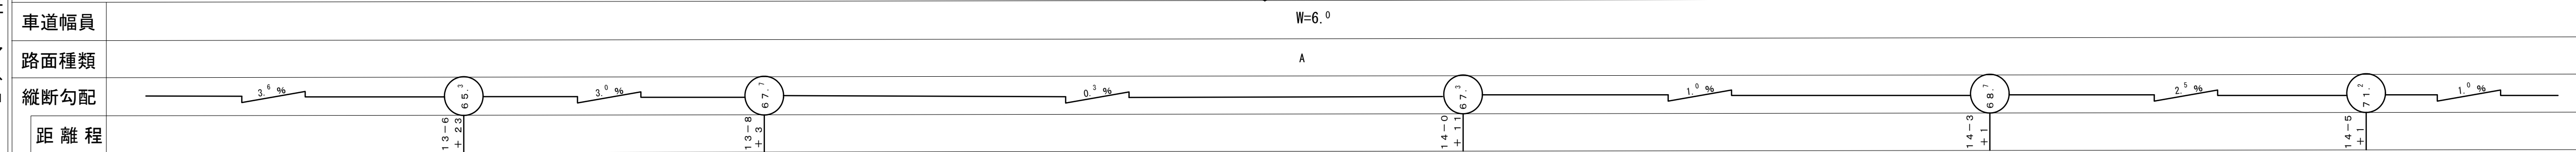 車道幅員 W=6.0
路面種類 A
縦断勾配 3.6 % 65.3 3.0 % 67.7 0.3 % 67.3 1.0 % 68.7 2.5 % 71.2 1.0 %
距離程 13-6 +23 13-8 +3 14-0 +11 14-3 +1 14-5 +1